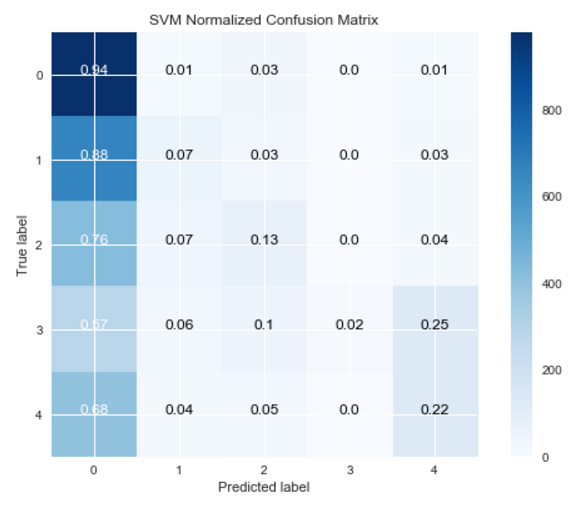 SVM Normalized Confusion Matrix
0 0.94 0.01 0.03 0.0 0.01
1 0.88 0.07 0.03 0.0 0.03
2 0.76 0.07 0.13 0.0 0.04
3 0.57 0.06 0.1 0.02 0.25
4 0.68 0.04 0.05 0.0 0.22
0 1 2 3 4
Predicted label
True label
800
600
400
200
0